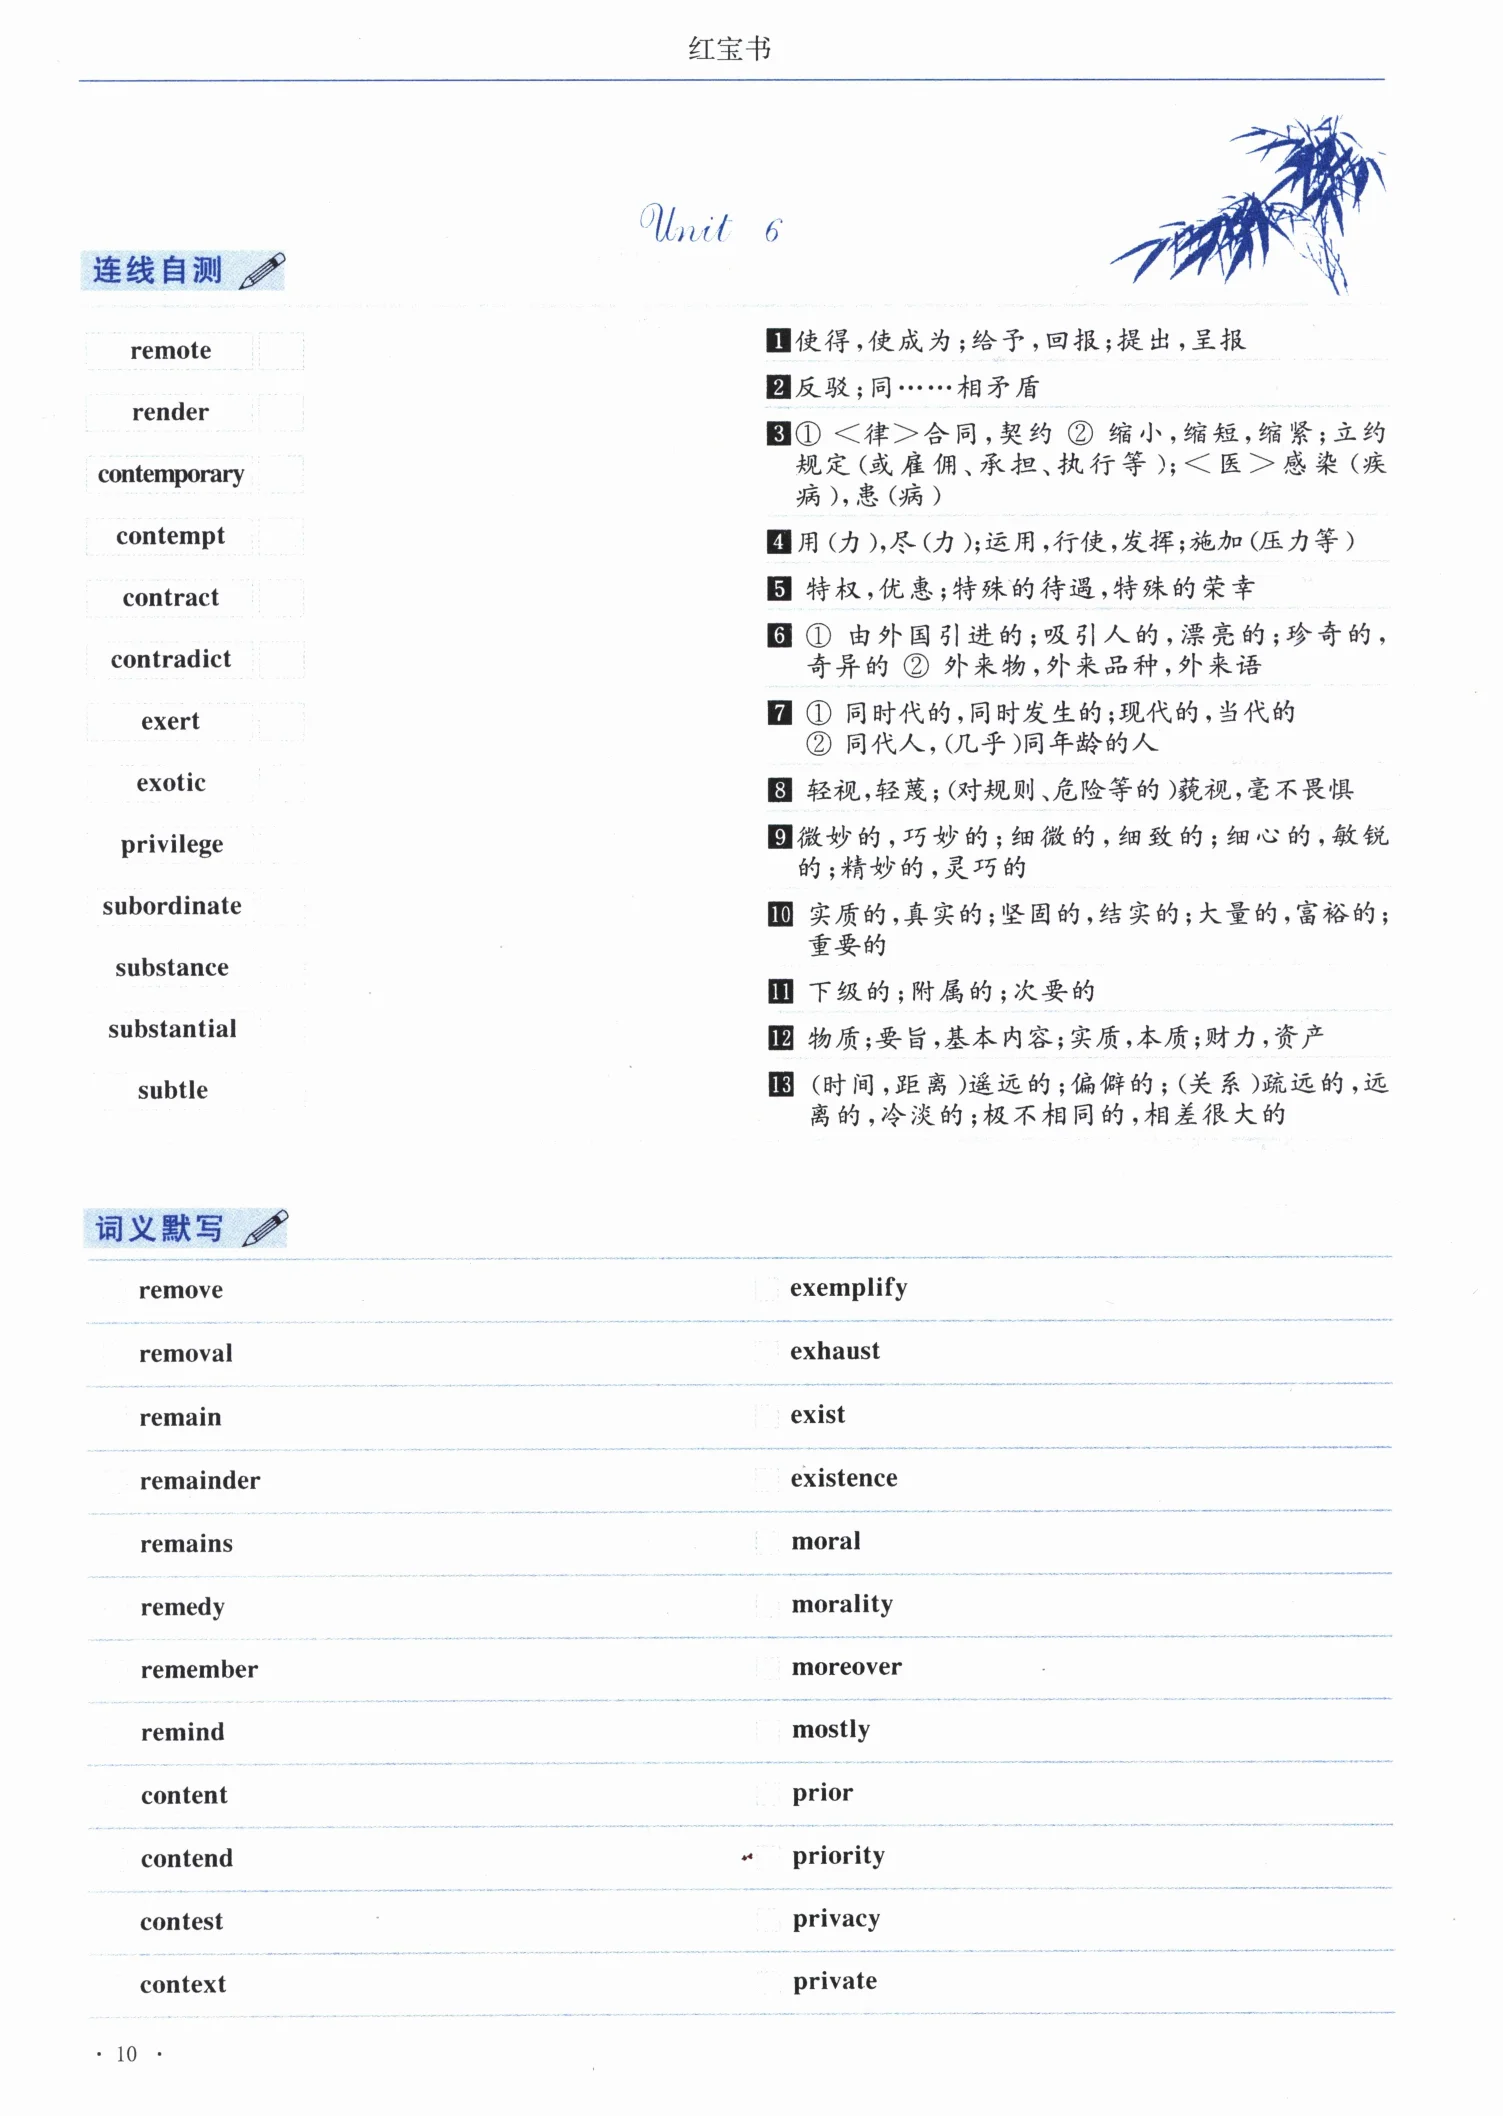 红宝书
Unit 6
连线自测
remote
render
contemporary
contempt
contract
contradict
exert
exotic
privilege
subordinate
substance
substantial
subtle
1 使得,使成为;给予,回报;提出,呈报
2 反驳;同……相矛盾
3 ① <律>合同,契约 ② 缩小,缩短,缩紧;立约
规定(或雇佣、承担、执行等);<医>感染(疾
病),患(病)
4 用(力),尽(力);运用,行使,发挥;施加(压力等)
5 特权,优惠;特殊的待遇,特殊的荣幸
6 ① 由外国引进的;吸引人的,漂亮的;珍奇的,
奇异的 ② 外来物,外来品种,外来语
7 ① 同时代的,同时发生的;现代的,当代的
② 同代人,(几乎)同年龄的人
8 轻视,轻蔑;(对规则、危险等的)藐视,毫不畏惧
9 微妙的,巧妙的;细微的,细致的;细心的,敏锐
的;精妙的,灵巧的
10 实质的,真实的;坚固的,结实的;大量的,富裕的;
重要的
11 下级的;附属的;次要的
12 物质;要旨,基本内容;实质,本质;财力,资产
13 (时间,距离)遥远的;偏僻的;(关系)疏远的,远
离的,冷淡的;极不相同的,相差很大的
词义默写
remove
removal
remain
remainder
remains
remedy
remember
remind
content
contend
contest
context
exemplify
exhaust
exist
existence
moral
morality
moreover
mostly
prior
priority
privacy
private
· 10 ·